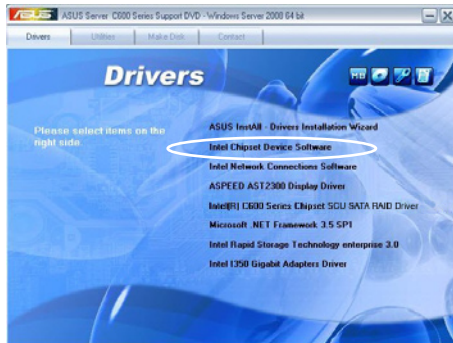 ASUS ASUS Server C600 Series Support DVD - Windows Server 2008 64 bit
Drivers Utilities Make Disk Contact
Drivers
MB
Please select items on the
right side.
ASUS InstAll - Drivers Installation Wizard
Intel Chipset Device Software
Intel Network Connections Software
ASPEED AST2300 Display Driver
Intel(R) C600 Series Chipset SCU SATA RAID Driver
Microsoft .NET Framework 3.5 SP1
Intel Rapid Storage Technology enterprise 3.0
Intel I350 Gigabit Adapters Driver